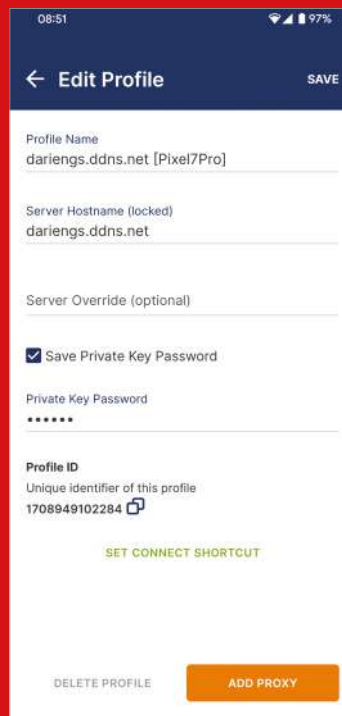 08:51 97%
Edit Profile SAVE
Profile Name
dariengs.ddns.net [Pixel7Pro]
Server Hostname (locked)
dariengs.ddns.net
Server Override (optional)
Save Private Key Password
Private Key Password
••••••
Profile ID
Unique identifier of this profile
1708949102284
SET CONNECT SHORTCUT
DELETE PROFILE ADD PROXY